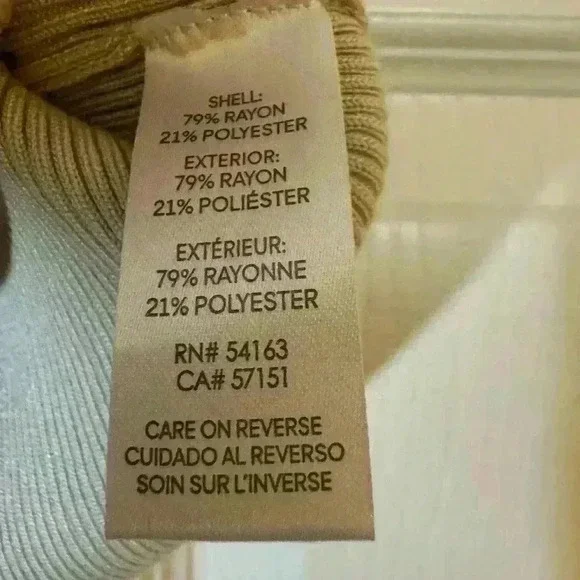 SHELL:
79% RAYON
21% POLYESTER
EXTERIOR:
79% RAYON
21% POLIÉSTER
EXTÉRIEUR:
79% RAYONNE
21% POLYESTER
RN# 54163
CA# 57151
CARE ON REVERSE
CUIDADO AL REVERSO
SOIN SUR L'INVERSE